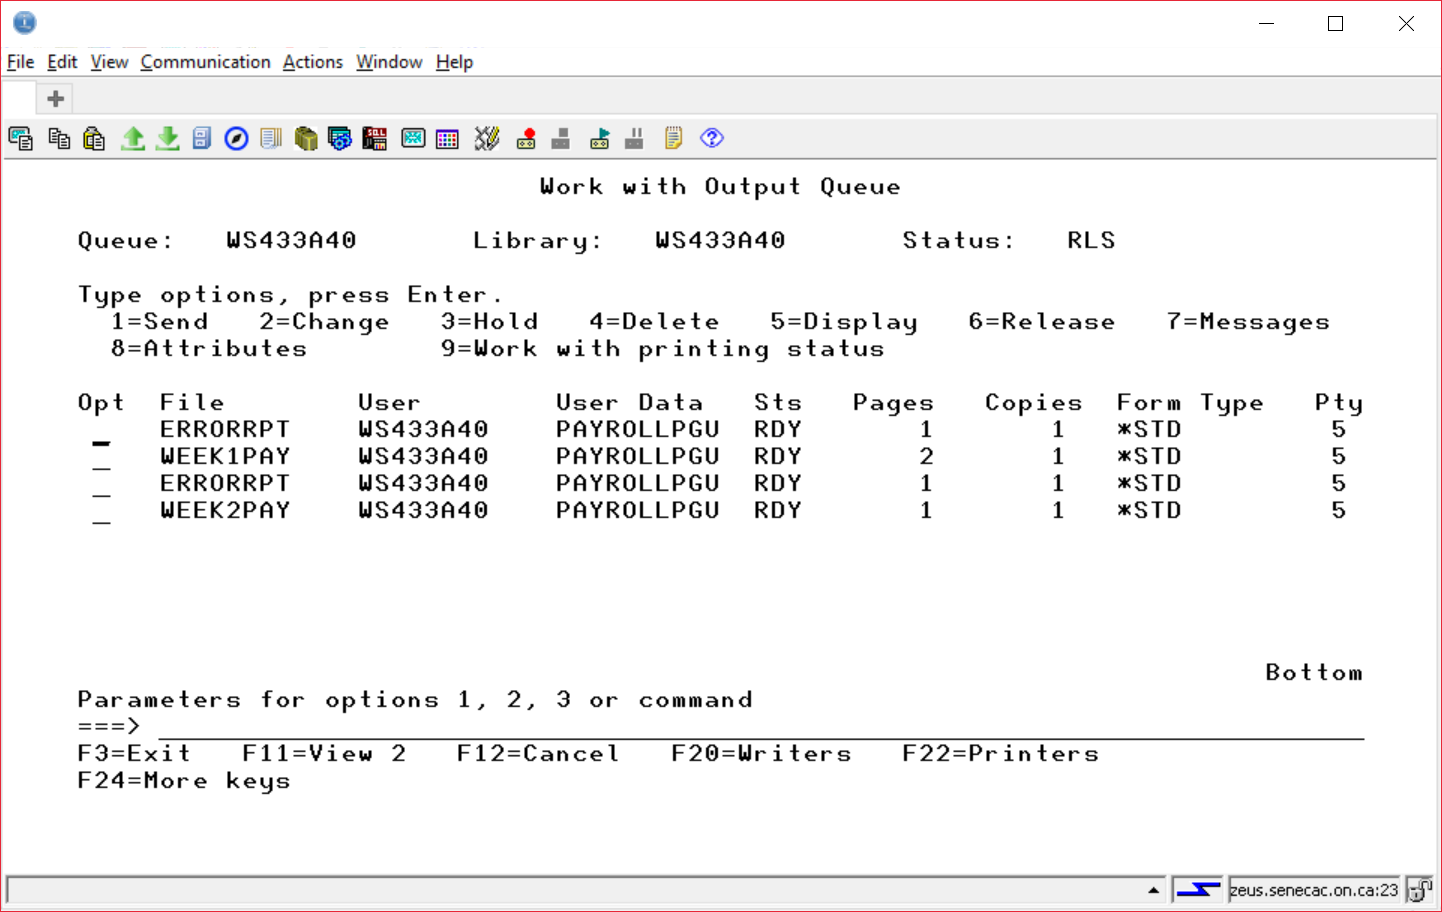 File Edit View Communication Actions Window Help
Work with Output Queue
Queue: WS433A40 Library: WS433A40 Status: RLS
Type options, press Enter.
1=Send 2=Change 3=Hold 4=Delete 5=Display 6=Release 7=Messages
8=Attributes 9=Work with printing status
Opt File User User Data Sts Pages Copies Form Type Pty
_ ERRORRPT WS433A40 PAYROLLPGU RDY 1 1 *STD 5
_ WEEK1PAY WS433A40 PAYROLLPGU RDY 2 1 *STD 5
_ ERRORRPT WS433A40 PAYROLLPGU RDY 1 1 *STD 5
_ WEEK2PAY WS433A40 PAYROLLPGU RDY 1 1 *STD 5
Bottom
Parameters for options 1, 2, 3 or command
===>
F3=Exit F11=View 2 F12=Cancel F20=Writers F22=Printers
F24=More keys
zeus.senecac.on.ca:23